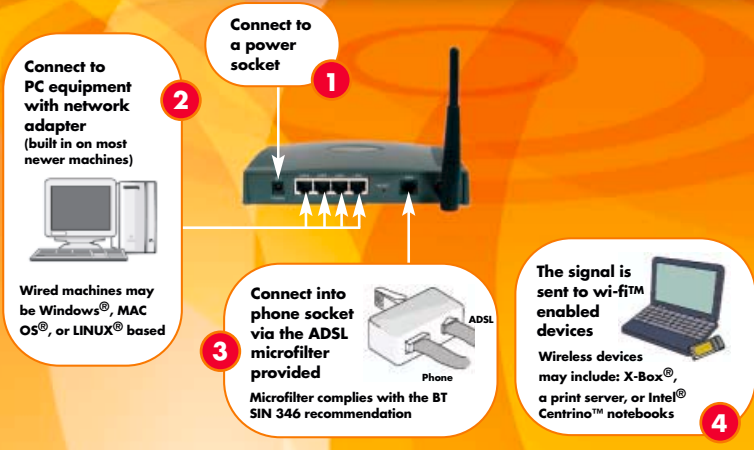 Connect to
a power
socket
1
Connect to
PC equipment
with network
adapter
(built in on most
newer machines)
2
Wired machines may
be Windows®, MAC
OS®, or LINUX® based
Connect into
phone socket
via the ADSL
microfilter
provided
3
ADSL
Phone
Microfilter complies with the BT
SIN 346 recommendation
The signal is
sent to wi-fi™
enabled
devices
Wireless devices
may include: X-Box®,
a print server, or Intel®
Centrino™ notebooks
4